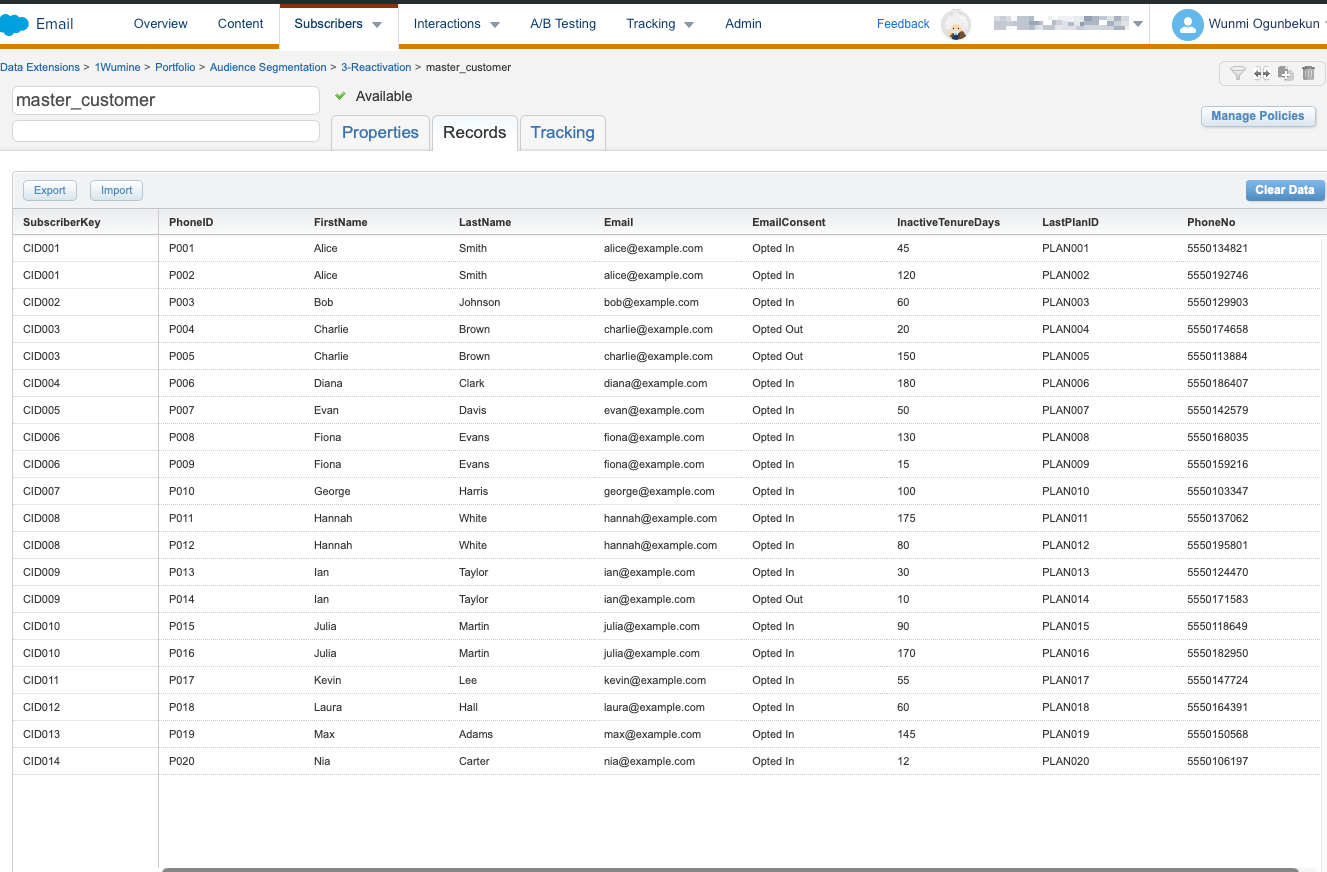 Email Overview Content Subscribers Interactions A/B Testing Tracking Admin Feedback Wunmi Ogunbekun
Data Extensions > 1Wumine > Portfolio > Audience Segmentation > 3-Reactivation > master_customer
master_customer Available
Manage Policies
Properties Records Tracking
Export Import Clear Data
SubscriberKey PhoneID FirstName LastName Email EmailConsent InactiveTenureDays LastPlanID PhoneNo
CID001 P001 Alice Smith alice@example.com Opted In 45 PLAN001 5550134821
CID001 P002 Alice Smith alice@example.com Opted In 120 PLAN002 5550192746
CID002 P003 Bob Johnson bob@example.com Opted In 60 PLAN003 5550129903
CID003 P004 Charlie Brown charlie@example.com Opted Out 20 PLAN004 5550174658
CID003 P005 Charlie Brown charlie@example.com Opted Out 150 PLAN005 5550113884
CID004 P006 Diana Clark diana@example.com Opted In 180 PLAN006 5550186407
CID005 P007 Evan Davis evan@example.com Opted In 50 PLAN007 5550142579
CID006 P008 Fiona Evans fiona@example.com Opted In 130 PLAN008 5550168035
CID006 P009 Fiona Evans fiona@example.com Opted In 15 PLAN009 5550159216
CID007 P010 George Harris george@example.com Opted In 100 PLAN010 5550103347
CID008 P011 Hannah White hannah@example.com Opted In 175 PLAN011 5550137062
CID008 P012 Hannah White hannah@example.com Opted In 80 PLAN012 5550195801
CID009 P013 Ian Taylor ian@example.com Opted In 30 PLAN013 5550124470
CID009 P014 Ian Taylor ian@example.com Opted Out 10 PLAN014 5550171583
CID010 P015 Julia Martin julia@example.com Opted In 90 PLAN015 5550118649
CID010 P016 Julia Martin julia@example.com Opted In 170 PLAN016 5550182950
CID011 P017 Kevin Lee kevin@example.com Opted In 55 PLAN017 5550147724
CID012 P018 Laura Hall laura@example.com Opted In 60 PLAN018 5550164391
CID013 P019 Max Adams max@example.com Opted In 145 PLAN019 5550150568
CID014 P020 Nia Carter nia@example.com Opted In 12 PLAN020 5550106197